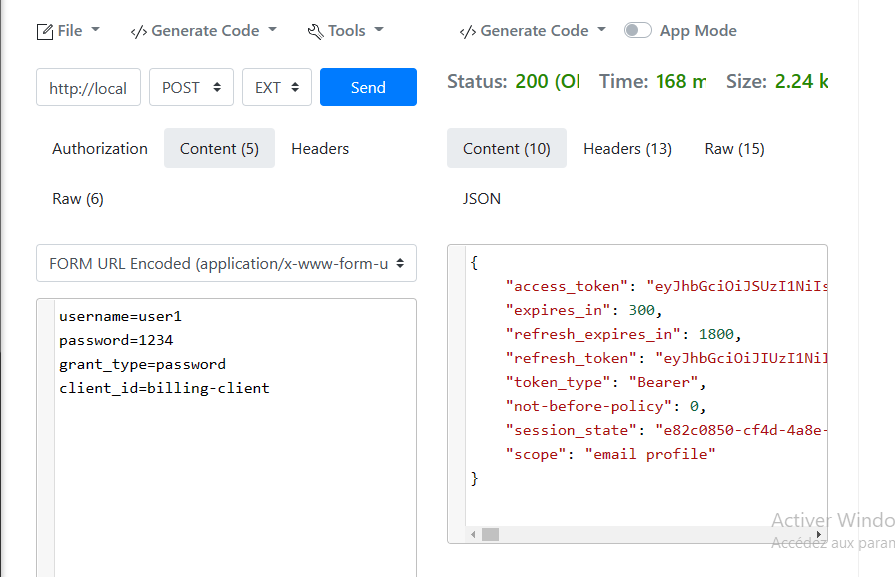 File </> Generate Code Tools
</> Generate Code App Mode
http://local POST EXT Send
Status: 200 (O Time: 168 m Size: 2.24 k
Authorization Content (5) Headers
Raw (6)
Content (10) Headers (13) Raw (15)
JSON
FORM URL Encoded (application/x-www-form-u
username=user1
password=1234
grant_type=password
client_id=billing-client
{
"access_token": "eyJhbGciOiJSUzI1NiIs
"expires_in": 300,
"refresh_expires_in": 1800,
"refresh_token": "eyJhbGciOiJIUzI1NiI
"token_type": "Bearer",
"not-before-policy": 0,
"session_state": "e82c0850-cf4d-4a8e-
"scope": "email profile"
}
Activer Windo
Accédez aux param